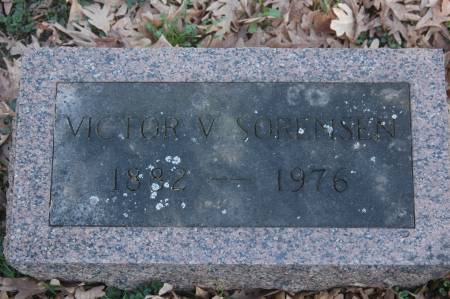 VICTOR V. SORENSEN
1882 — 1976